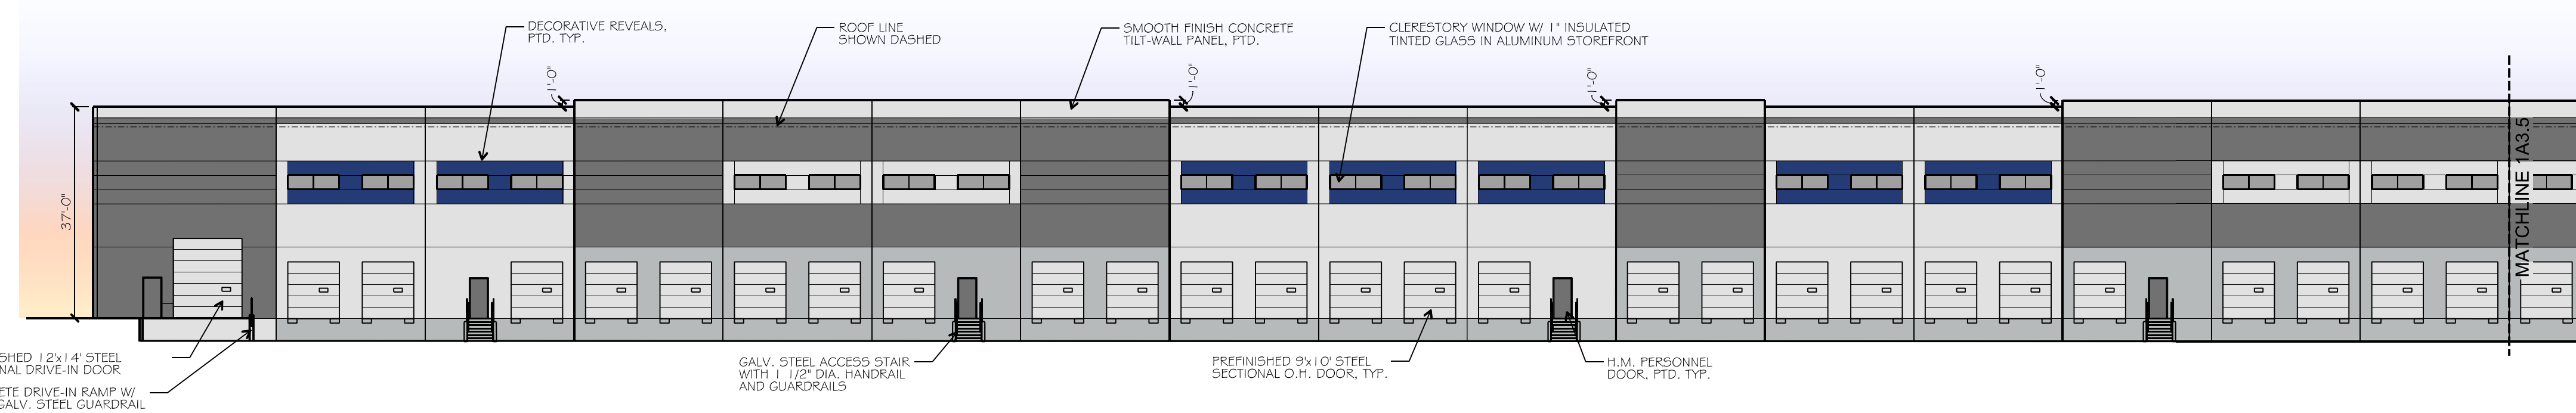 DECORATIVE REVEALS,
PTD. TYP.
ROOF LINE
SHOWN DASHED
SMOOTH FINISH CONCRETE
TILT-WALL PANEL, PTD.
CLERESTORY WINDOW W/ 1" INSULATED
TINTED GLASS IN ALUMINUM STOREFRONT
1'-0"
1'-0"
1'-0"
1'-0"
37'-0"
MATCHLINE 1A3.5
SHED 12'x14' STEEL
NAL DRIVE-IN DOOR
ETE DRIVE-IN RAMP W/
GALV. STEEL GUARDRAIL
GALV. STEEL ACCESS STAIR
WITH 1 1/2" DIA. HANDRAIL
AND GUARDRAILS
PREFINISHED 9'x10' STEEL
SECTIONAL O.H. DOOR, TYP.
H.M. PERSONNEL
DOOR, PTD. TYP.